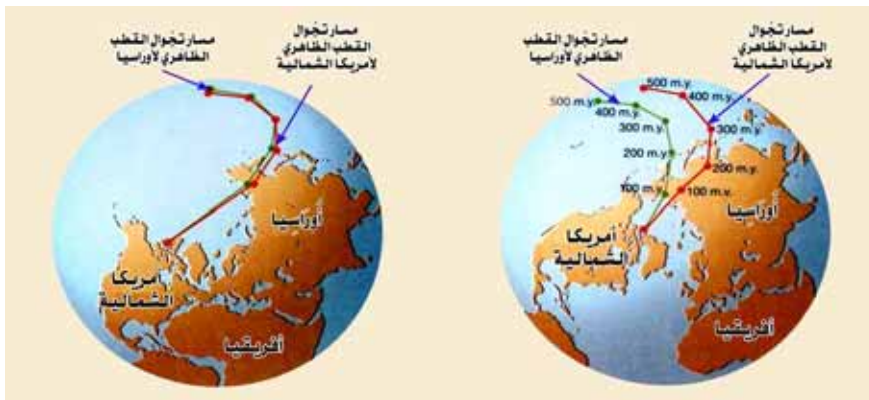 مسار تجوال القطب
الظاهري لأوراسيا
مسار تجوال
القطب الظاهري
لأمريكا الشمالية
أوراسيا
أمريكا
الشمالية
أفريقيا
مسار تجوال القطب
الظاهري لأوراسيا
مسار تجوال
القطب الظاهري
لأمريكا الشمالية
500 m.y.
400 m.y.
300 m.y.
200 m.y.
100 m.y.
500 m.y.
400 m.y.
300 m.y.
200 m.y.
100 m.y.
أوراسيا
أمريكا
الشمالية
أفريقيا